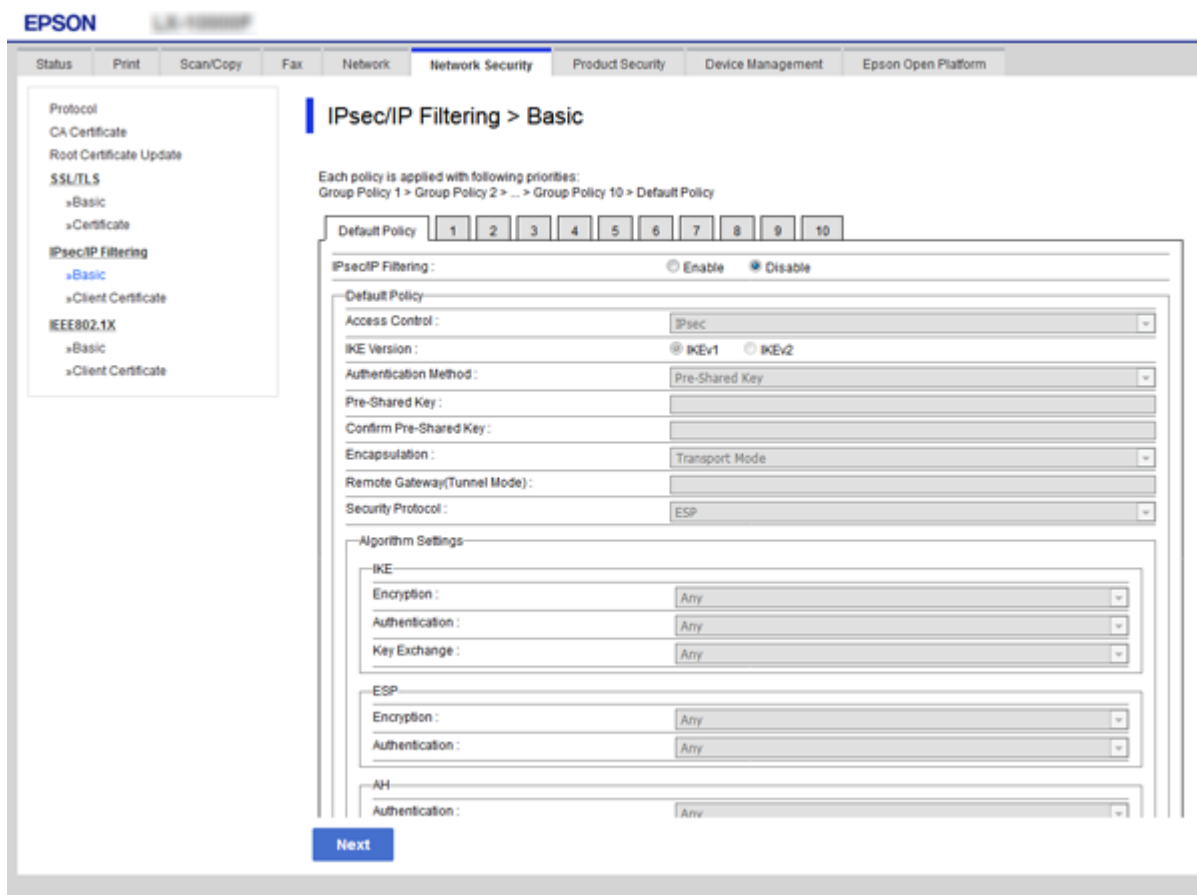 EPSON
Status Print Scan/Copy Fax Network Network Security Product Security Device Management Epson Open Platform
Protocol
CA Certificate
Root Certificate Update
SSL/TLS
»Basic
»Certificate
IPsec/IP Filtering
»Basic
»Client Certificate
IEEE802.1X
»Basic
»Client Certificate
IPsec/IP Filtering > Basic
Each policy is applied with following priorities:
Group Policy 1 > Group Policy 2 > ... > Group Policy 10 > Default Policy
Default Policy 1 2 3 4 5 6 7 8 9 10
IPsec/IP Filtering : Enable Disable
Default Policy
Access Control : IPsec
IKE Version : IKEv1 IKEv2
Authentication Method : Pre-Shared Key
Pre-Shared Key :
Confirm Pre-Shared Key :
Encapsulation : Transport Mode
Remote Gateway(Tunnel Mode) :
Security Protocol : ESP
Algorithm Settings
IKE
Encryption : Any
Authentication : Any
Key Exchange : Any
ESP
Encryption : Any
Authentication : Any
AH
Authentication : Any
Next